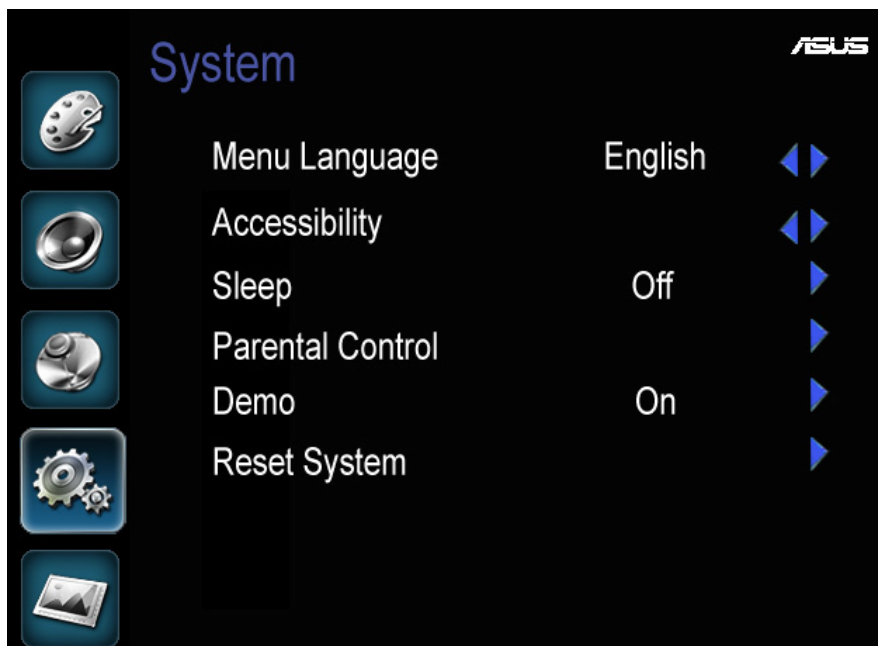 System
ASUS
Menu Language English
Accessibility
Sleep Off
Parental Control
Demo On
Reset System